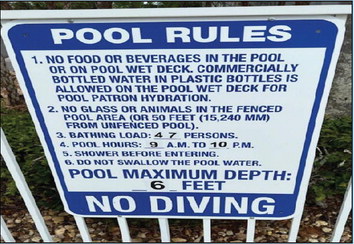 POOL RULES
1. NO FOOD OR BEVERAGES IN THE POOL
OR ON POOL WET DECK. COMMERCIALLY
BOTTLED WATER IN PLASTIC BOTTLES IS
ALLOWED ON THE POOL WET DECK FOR
POOL PATRON HYDRATION.
2. NO GLASS OR ANIMALS IN THE FENCED
POOL AREA (OR 50 FEET (15,240 MM)
FROM UNFENCED POOL).
3. BATHING LOAD: 47 PERSONS.
4. POOL HOURS: 9 A.M. TO 10 P.M.
5. SHOWER BEFORE ENTERING.
6. DO NOT SWALLOW THE POOL WATER.
POOL MAXIMUM DEPTH:
6 FEET
NO DIVING